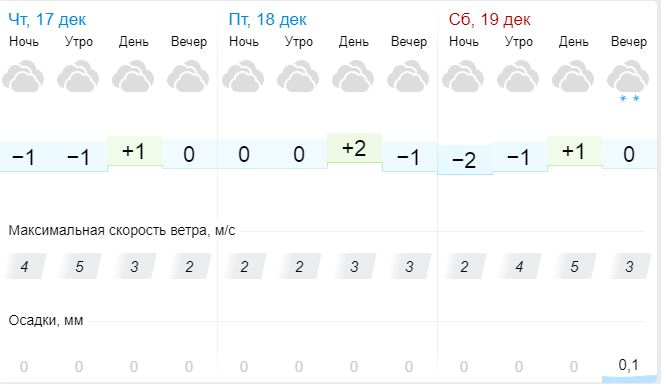 Чт, 17 дек Пт, 18 дек Сб, 19 дек
Ночь Утро День Вечер Ночь Утро День Вечер Ночь Утро День Вечер
−1 −1 +1 0 0 0 +2 −1 −2 −1 +1 0
Максимальная скорость ветра, м/с
4 5 3 2 2 2 3 3 2 4 5 3
Осадки, мм
0 0 0 0 0 0 0 0 0 0 0 0,1